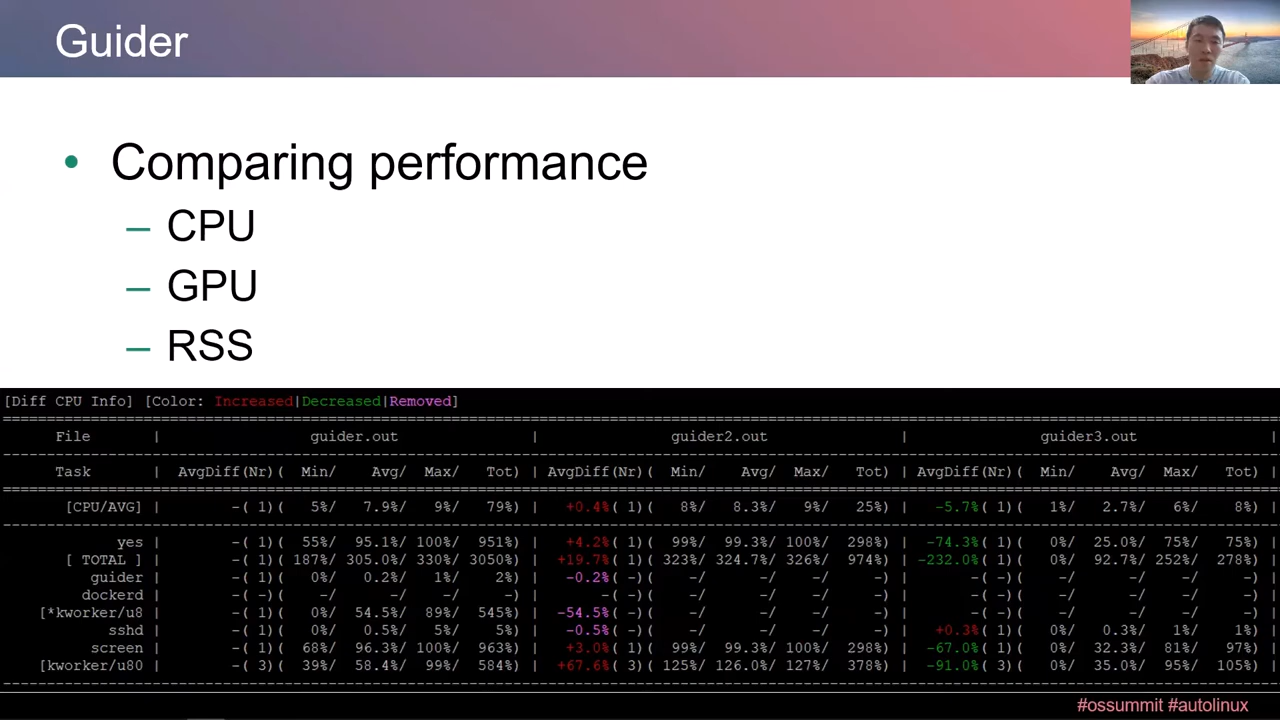 Guider
• Comparing performance
– CPU
– GPU
– RSS
[Diff CPU Info] [Color: Increased|Decreased|Removed]
File | guider.out | guider2.out | guider3.out |
Task | AvgDiff(Nr)( Min/ Avg/ Max/ Tot) | AvgDiff(Nr)( Min/ Avg/ Max/ Tot) | AvgDiff(Nr)( Min/ Avg/ Max/ Tot) |
[CPU/AVG] | -( 1)( 5%/ 7.9%/ 9%/ 79%) | +0.4%( 1)( 8%/ 8.3%/ 9%/ 25%) | -5.7%( 1)( 1%/ 2.7%/ 6%/ 8%) |
yes | -( 1)( 55%/ 95.1%/ 100%/ 951%) | +4.2%( 1)( 99%/ 99.3%/ 100%/ 298%) | -74.3%( 1)( 0%/ 25.0%/ 75%/ 75%) |
[ TOTAL ] | -( 1)( 187%/ 305.0%/ 330%/ 3050%) | +19.7%( 1)( 323%/ 324.7%/ 326%/ 974%) | -232.0%( 1)( 0%/ 92.7%/ 252%/ 278%) |
guider | -( 1)( 0%/ 0.2%/ 1%/ 2%) | -0.2%( -)( -/ -/ -/ -) | -( -)( -/ -/ -/ -) |
dockerd | -( -)( -/ -/ -/ -) | -( -)( -/ -/ -/ -) | -( -)( -/ -/ -/ -) |
[*kworker/u8 | -( 1)( 0%/ 54.5%/ 89%/ 545%) | -54.5%( -)( -/ -/ -/ -) | -( -)( -/ -/ -/ -) |
sshd | -( 1)( 0%/ 0.5%/ 5%/ 5%) | -0.5%( -)( -/ -/ -/ -) | +0.3%( 1)( 0%/ 0.3%/ 1%/ 1%) |
screen | -( 1)( 68%/ 96.3%/ 100%/ 963%) | +3.0%( 1)( 99%/ 99.3%/ 100%/ 298%) | -67.0%( 1)( 0%/ 32.3%/ 81%/ 97%) |
[kworker/u80 | -( 3)( 39%/ 58.4%/ 99%/ 584%) | +67.6%( 3)( 125%/ 126.0%/ 127%/ 378%) | -91.0%( 3)( 0%/ 35.0%/ 95%/ 105%) |
#ossummit #autolinux